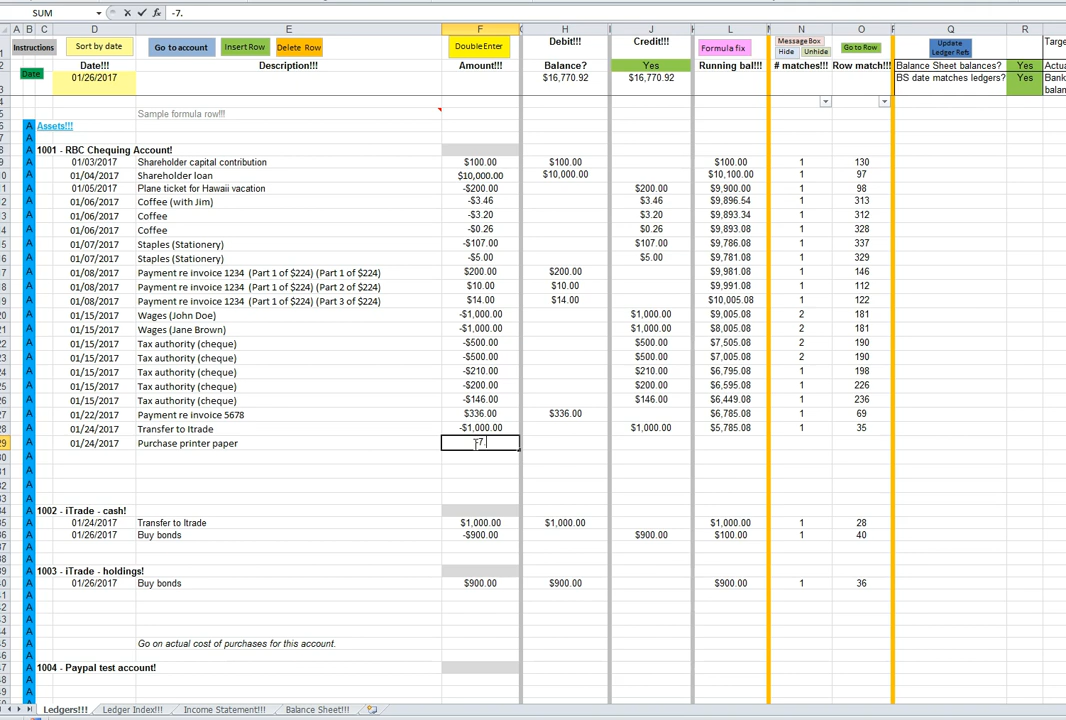 SUM -7.
A B C D E F G H I J K L M N O P Q R
Instructions Sort by date Go to account Insert Row Delete Row DoubleEnter Debit!!! Credit!!! Formula fix MessageBox Hide Unhide Go to Row Update Ledger Refs
Date!!! Description!!! Amount!!! Balance? Yes Running bal!!! # matches!!! Row match!!! Balance Sheet balances? Yes
Date 01/26/2017 $16,770.92 $16,770.92 BS date matches ledgers? Yes
Sample formula row!!!
A Assets!!!
A
A 1001 - RBC Chequing Account!
A 01/03/2017 Shareholder capital contribution $100.00 $100.00 $100.00 1 130
A 01/04/2017 Shareholder loan $10,000.00 $10,000.00 $10,100.00 1 97
A 01/05/2017 Plane ticket for Hawaii vacation -$200.00 $200.00 $9,900.00 1 98
A 01/06/2017 Coffee (with Jim) -$3.46 $3.46 $9,896.54 1 313
A 01/06/2017 Coffee -$3.20 $3.20 $9,893.34 1 312
A 01/06/2017 Coffee -$0.26 $0.26 $9,893.08 1 328
A 01/07/2017 Staples (Stationery) -$107.00 $107.00 $9,786.08 1 337
A 01/07/2017 Staples (Stationery) -$5.00 $5.00 $9,781.08 1 329
A 01/08/2017 Payment re invoice 1234 (Part 1 of $224) (Part 1 of $224) $200.00 $200.00 $9,981.08 1 146
A 01/08/2017 Payment re invoice 1234 (Part 1 of $224) (Part 2 of $224) $10.00 $10.00 $9,991.08 1 112
A 01/08/2017 Payment re invoice 1234 (Part 1 of $224) (Part 3 of $224) $14.00 $14.00 $10,005.08 1 122
A 01/15/2017 Wages (John Doe) -$1,000.00 $1,000.00 $9,005.08 2 181
A 01/15/2017 Wages (Jane Brown) -$1,000.00 $1,000.00 $8,005.08 2 181
A 01/15/2017 Tax authority (cheque) -$500.00 $500.00 $7,505.08 2 190
A 01/15/2017 Tax authority (cheque) -$500.00 $500.00 $7,005.08 2 190
A 01/15/2017 Tax authority (cheque) -$210.00 $210.00 $6,795.08 1 198
A 01/15/2017 Tax authority (cheque) -$200.00 $200.00 $6,595.08 1 226
A 01/15/2017 Tax authority (cheque) -$146.00 $146.00 $6,449.08 1 236
A 01/22/2017 Payment re invoice 5678 $336.00 $336.00 $6,785.08 1 69
A 01/24/2017 Transfer to Itrade -$1,000.00 $1,000.00 $5,785.08 1 35
A 01/24/2017 Purchase printer paper -7.
A
A
A
A
A 1002 - iTrade - cash!
A 01/24/2017 Transfer to Itrade $1,000.00 $1,000.00 $1,000.00 1 28
A 01/26/2017 Buy bonds -$900.00 $900.00 $100.00 1 40
A
A
A 1003 - iTrade - holdings!
A 01/26/2017 Buy bonds $900.00 $900.00 $900.00 1 36
A
A
A
A
A Go on actual cost of purchases for this account.
A
A 1004 - Paypal test account!
A
A
Ledgers!!! Ledger Index!!! Income Statement!!! Balance Sheet!!!